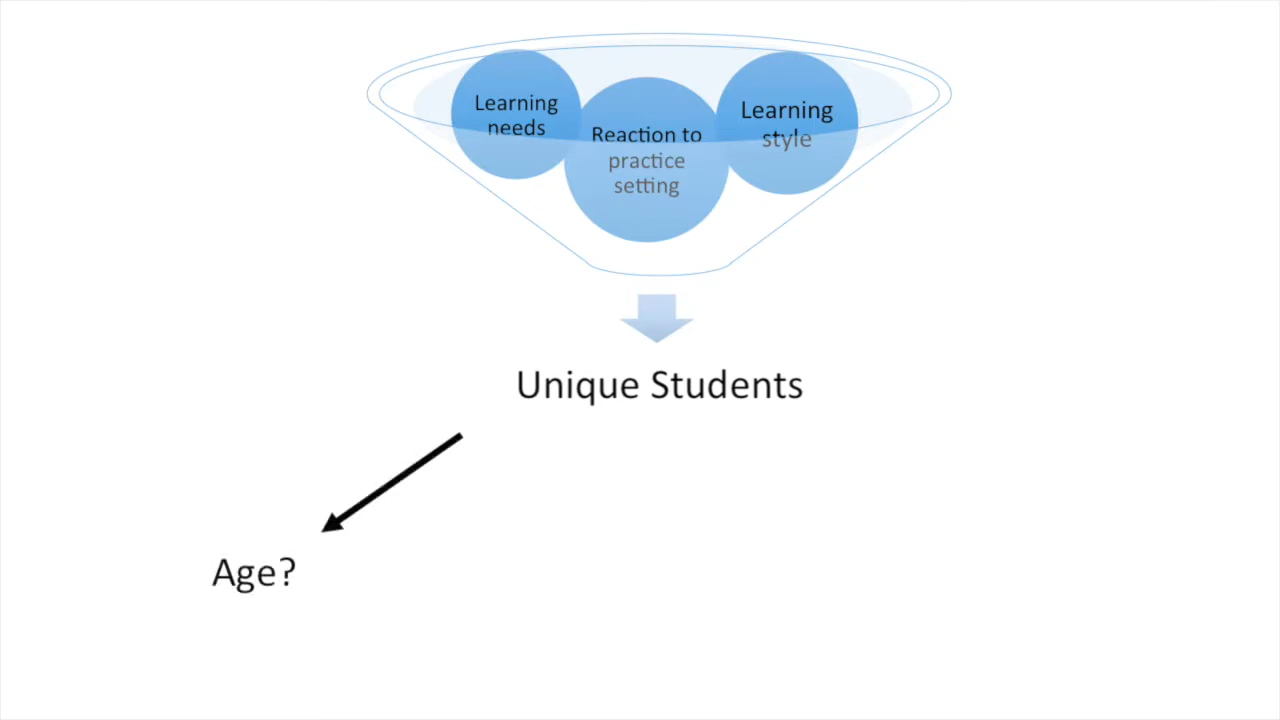 Learning
needs
Reaction to
practice
setting
Learning
style
Unique Students
Age?